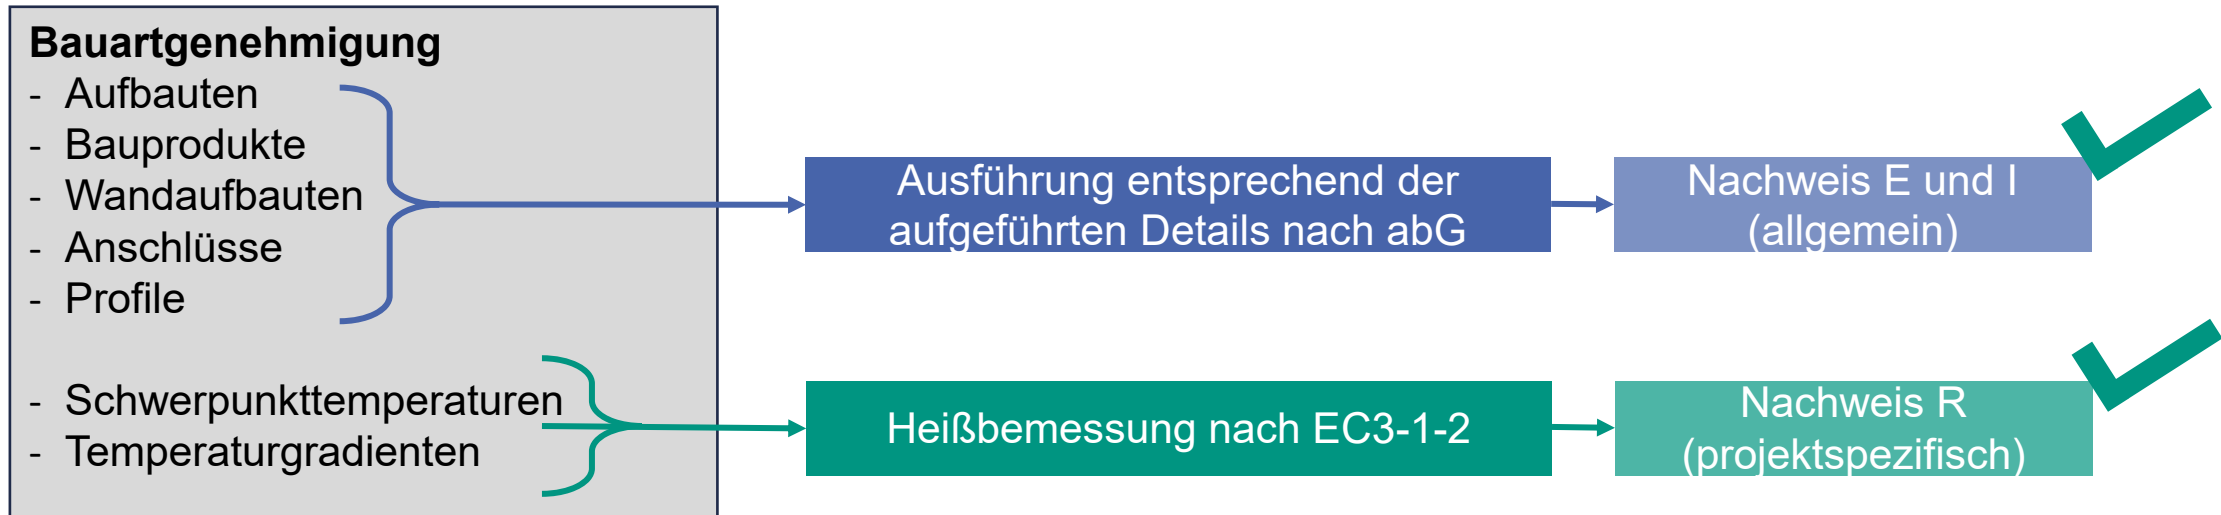 Bauartgenehmigung
- Aufbauten
- Bauprodukte
- Wandaufbauten
- Anschlüsse
- Profile
- Schwerpunkttemperaturen
- Temperaturgradienten
Ausführung entsprechend der
aufgeführten Details nach abG
Nachweis E und I
(allgemein)
Heißbemessung nach EC3-1-2
Nachweis R
(projektspezifisch)